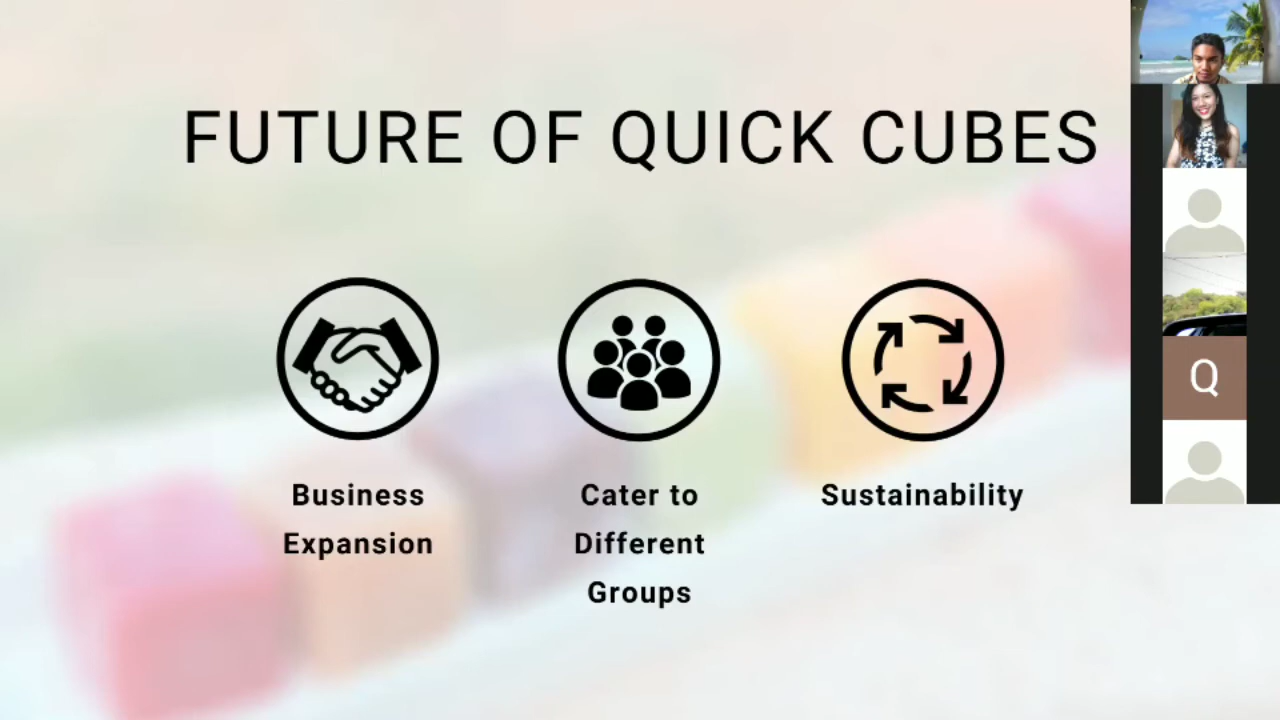 FUTURE OF QUICK CUBES
Business
Expansion
Cater to
Different
Groups
Sustainability
Q